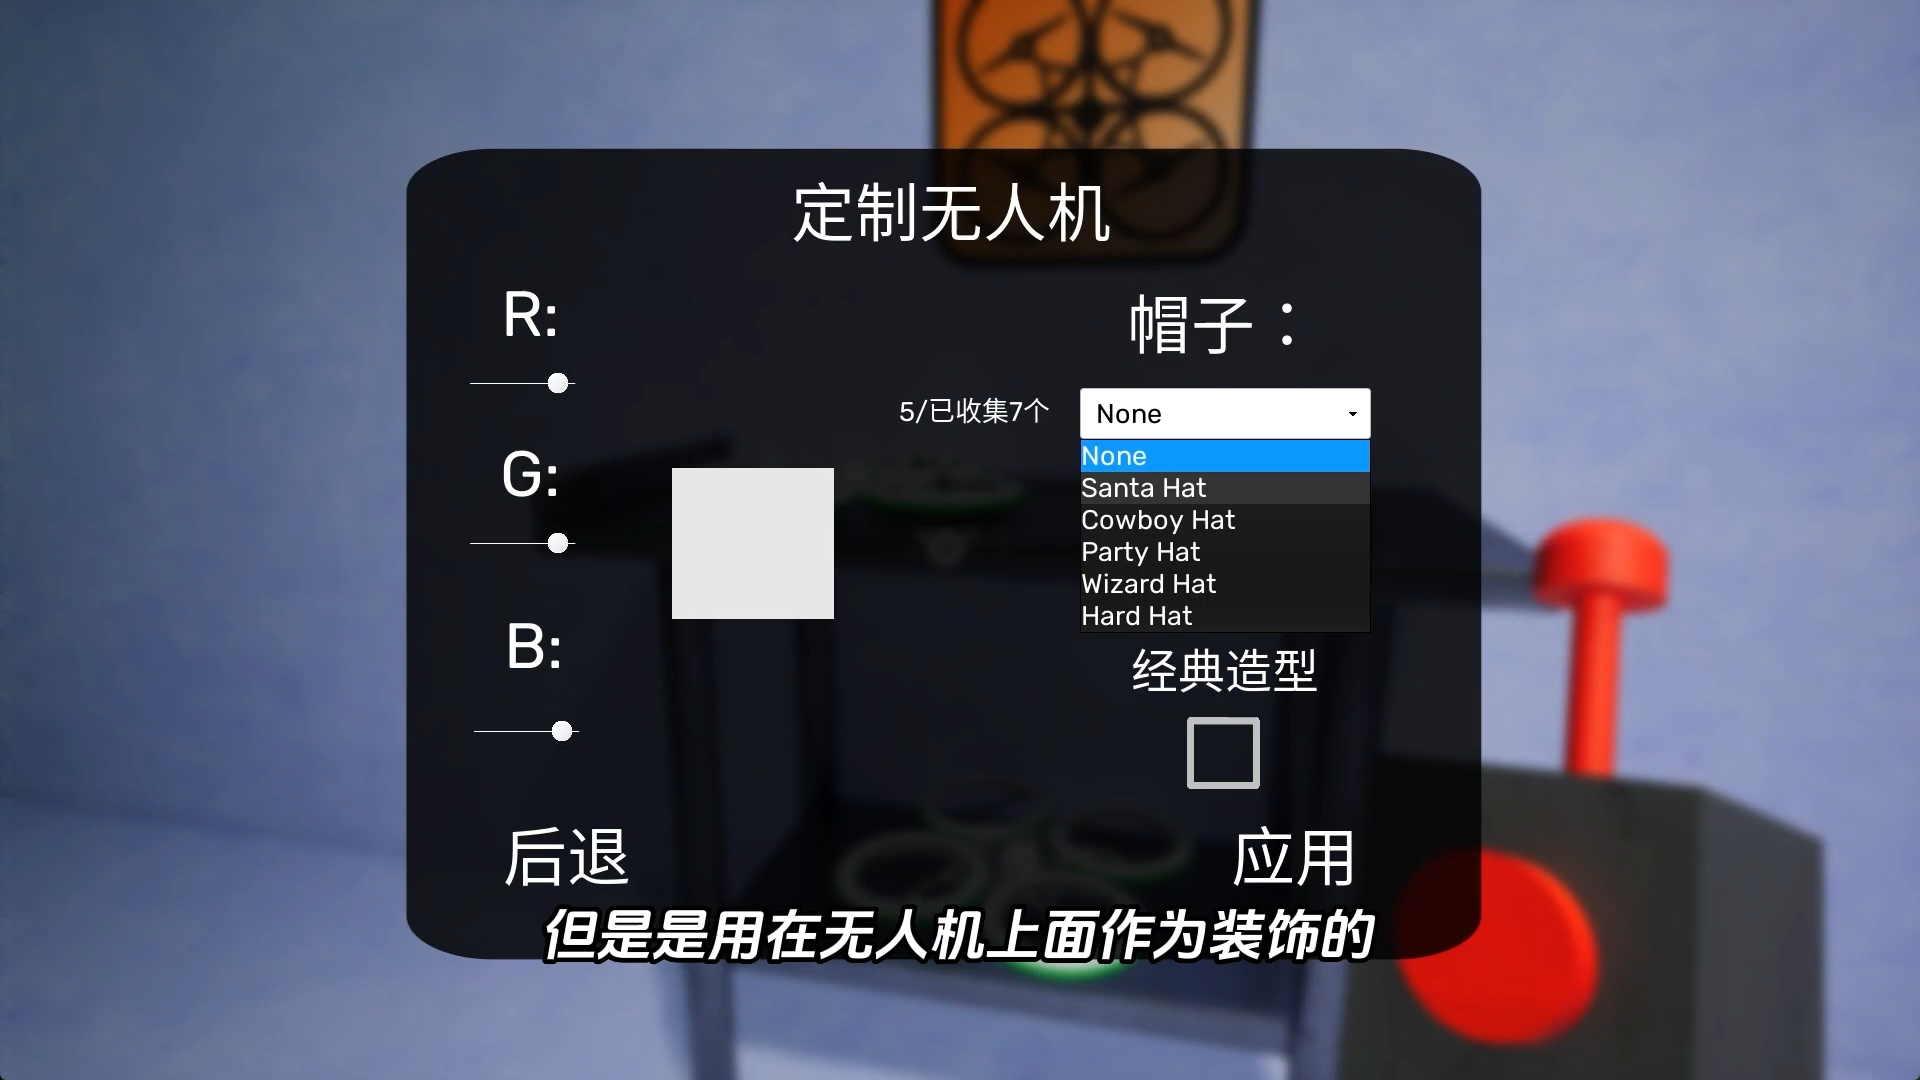 定制无人机
R:
帽子：
5/已收集7个
None
None
G:
Santa Hat
Cowboy Hat
Party Hat
Wizard Hat
Hard Hat
B:
经典造型
后退
应用
但是是用在无人机上面作为装饰的